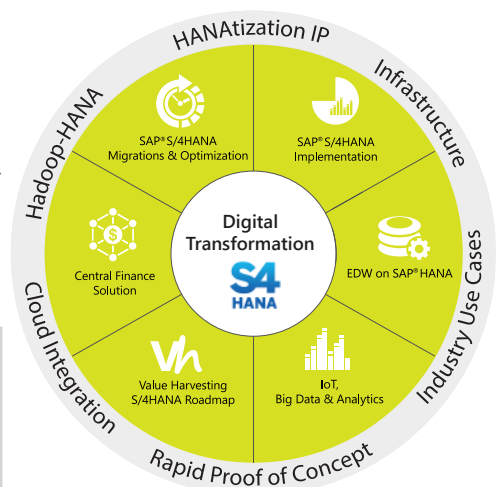 HANAtization IP
Infrastructure
Industry Use Cases
Rapid Proof of Concept
Cloud Integration
Hadoop-HANA
SAP® S/4HANA
Migrations & Optimization
SAP® S/4HANA
Implementation
EDW on SAP® HANA
IoT,
Big Data & Analytics
Vh
Value Harvesting
S/4HANA Roadmap
$
Central Finance
Solution
Digital
Transformation
S4
HANA